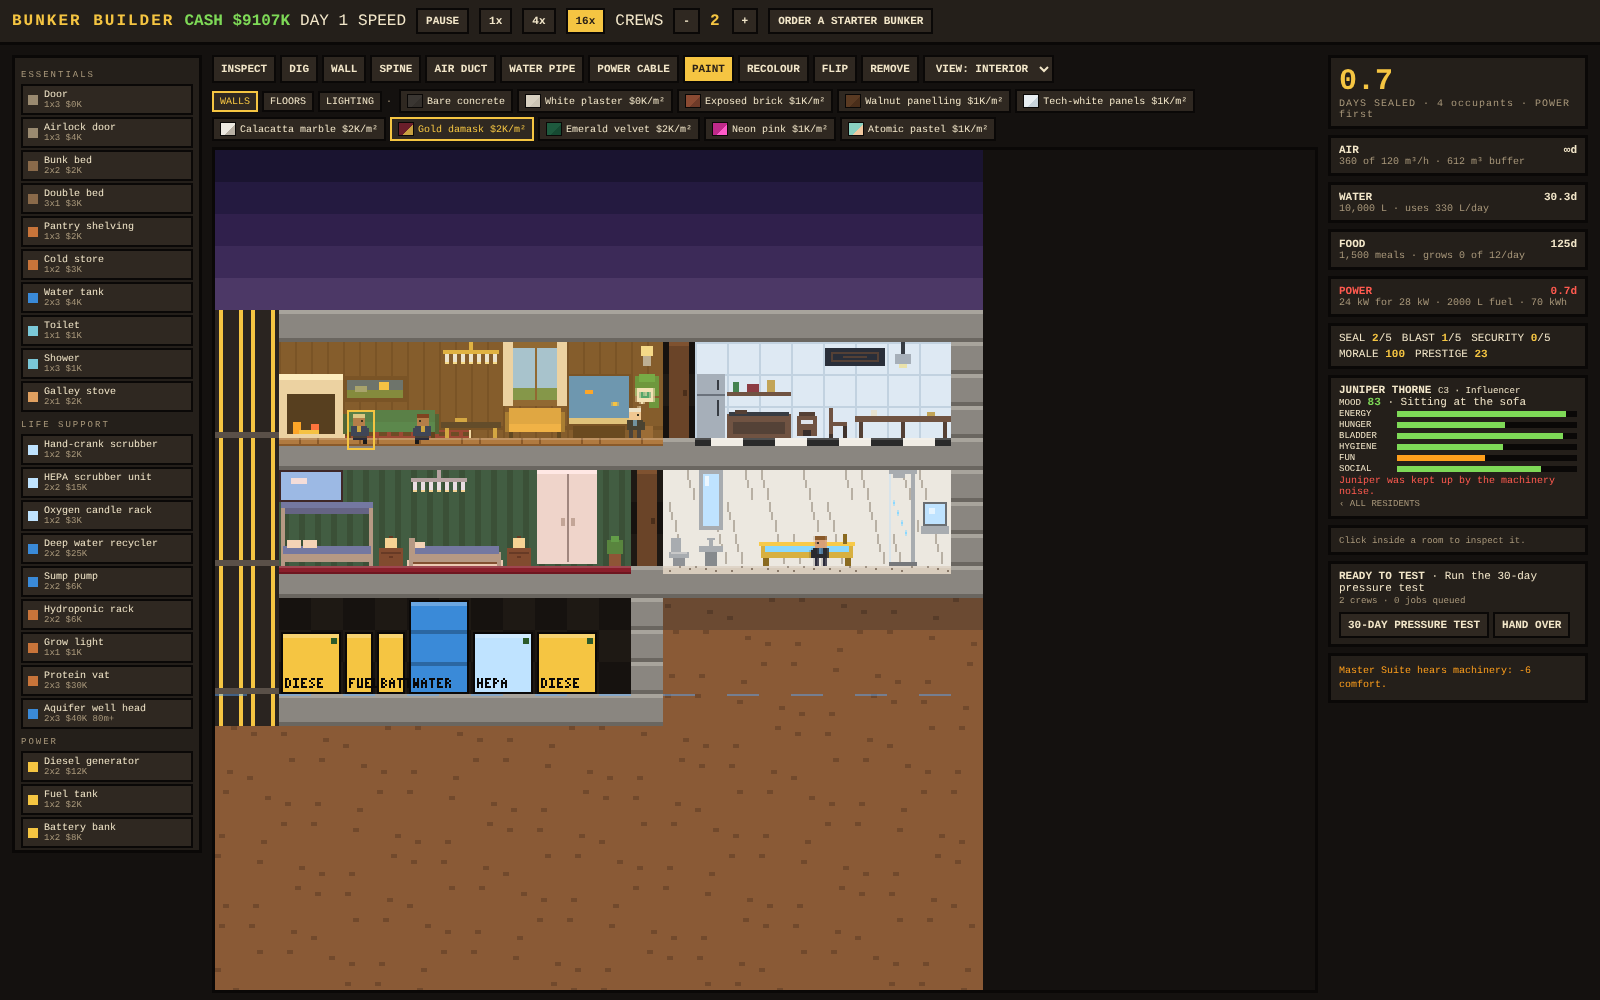 BUNKER BUILDER CASH $9107K DAY 1 SPEED PAUSE 1x 4x 16x CREWS - 2 + ORDER A STARTER BUNKER
ESSENTIALS
Door
1x3 $0K
Airlock door
1x3 $4K
Bunk bed
2x2 $2K
Double bed
3x1 $3K
Pantry shelving
1x3 $2K
Cold store
1x2 $3K
Water tank
2x3 $4K
Toilet
1x1 $1K
Shower
1x3 $1K
Galley stove
2x1 $2K
LIFE SUPPORT
Hand-crank scrubber
1x2 $2K
HEPA scrubber unit
2x2 $15K
Oxygen candle rack
1x2 $3K
Deep water recycler
2x2 $25K
Sump pump
2x2 $6K
Hydroponic rack
2x2 $6K
Grow light
1x1 $1K
Protein vat
2x3 $30K
Aquifer well head
2x3 $40K 80m+
POWER
Diesel generator
2x2 $12K
Fuel tank
1x2 $2K
Battery bank
1x2 $8K
INSPECT DIG WALL SPINE AIR DUCT WATER PIPE POWER CABLE PAINT RECOLOUR FLIP REMOVE VIEW: INTERIOR
WALLS FLOORS LIGHTING · Bare concrete White plaster $0K/m² Exposed brick $1K/m² Walnut panelling $1K/m² Tech-white panels $1K/m²
Calacatta marble $2K/m² Gold damask $2K/m² Emerald velvet $2K/m² Neon pink $1K/m² Atomic pastel $1K/m²
DIESE FUE BAT WATER HEPA DIESE
0.7
DAYS SEALED · 4 occupants · POWER
first
AIR ∞d
360 of 120 m³/h · 612 m³ buffer
WATER 30.3d
10,000 L · uses 330 L/day
FOOD 125d
1,500 meals · grows 0 of 12/day
POWER 0.7d
24 kW for 28 kW · 2000 L fuel · 70 kWh
SEAL 2/5 BLAST 1/5 SECURITY 0/5
MORALE 100 PRESTIGE 23
JUNIPER THORNE C3 · Influencer
MOOD 83 · Sitting at the sofa
ENERGY
HUNGER
BLADDER
HYGIENE
FUN
SOCIAL
Juniper was kept up by the machinery
noise.
‹ ALL RESIDENTS
Click inside a room to inspect it.
READY TO TEST · Run the 30-day
pressure test
2 crews · 0 jobs queued
30-DAY PRESSURE TEST HAND OVER
Master Suite hears machinery: -6
comfort.